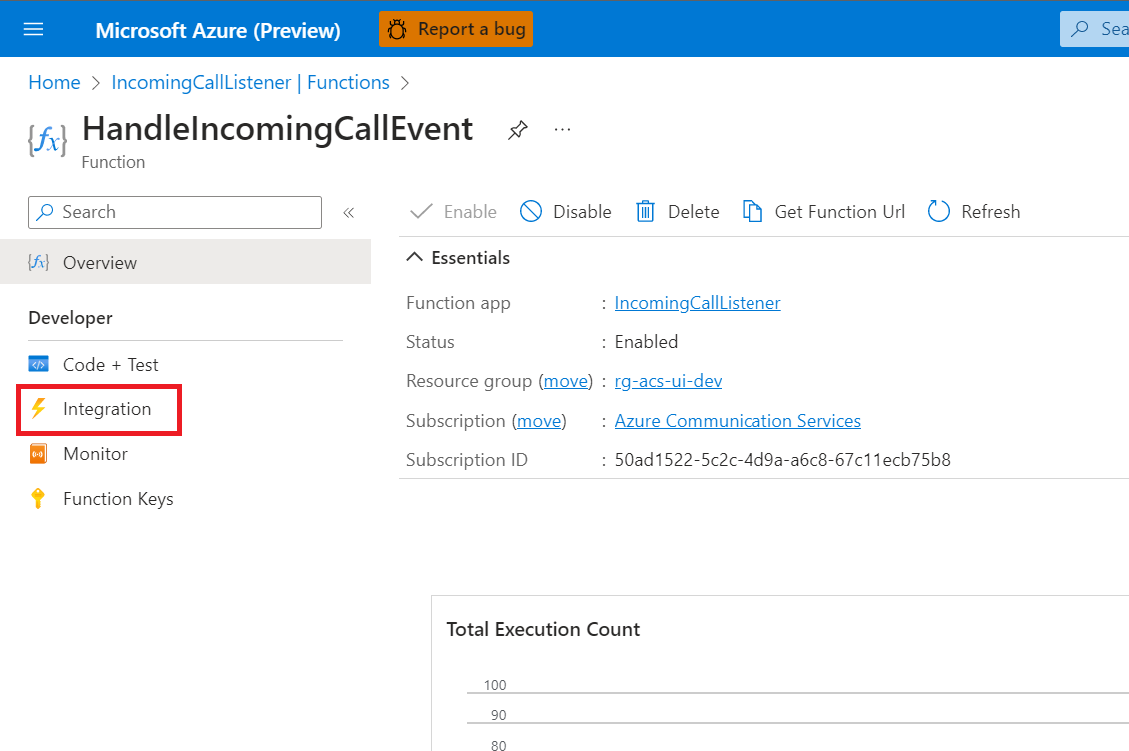 Microsoft Azure (Preview) Report a bug Sea
Home > IncomingCallListener | Functions >
{fx} HandleIncomingCallEvent ...
Function
Search «
Enable Disable Delete Get Function Url Refresh
{fx} Overview
Essentials
Developer
Function app : IncomingCallListener
Status : Enabled
Code + Test
Resource group (move) : rg-acs-ui-dev
Integration
Subscription (move) : Azure Communication Services
Monitor
Subscription ID : 50ad1522-5c2c-4d9a-a6c8-67c11ecb75b8
Function Keys
Total Execution Count
100
90
80